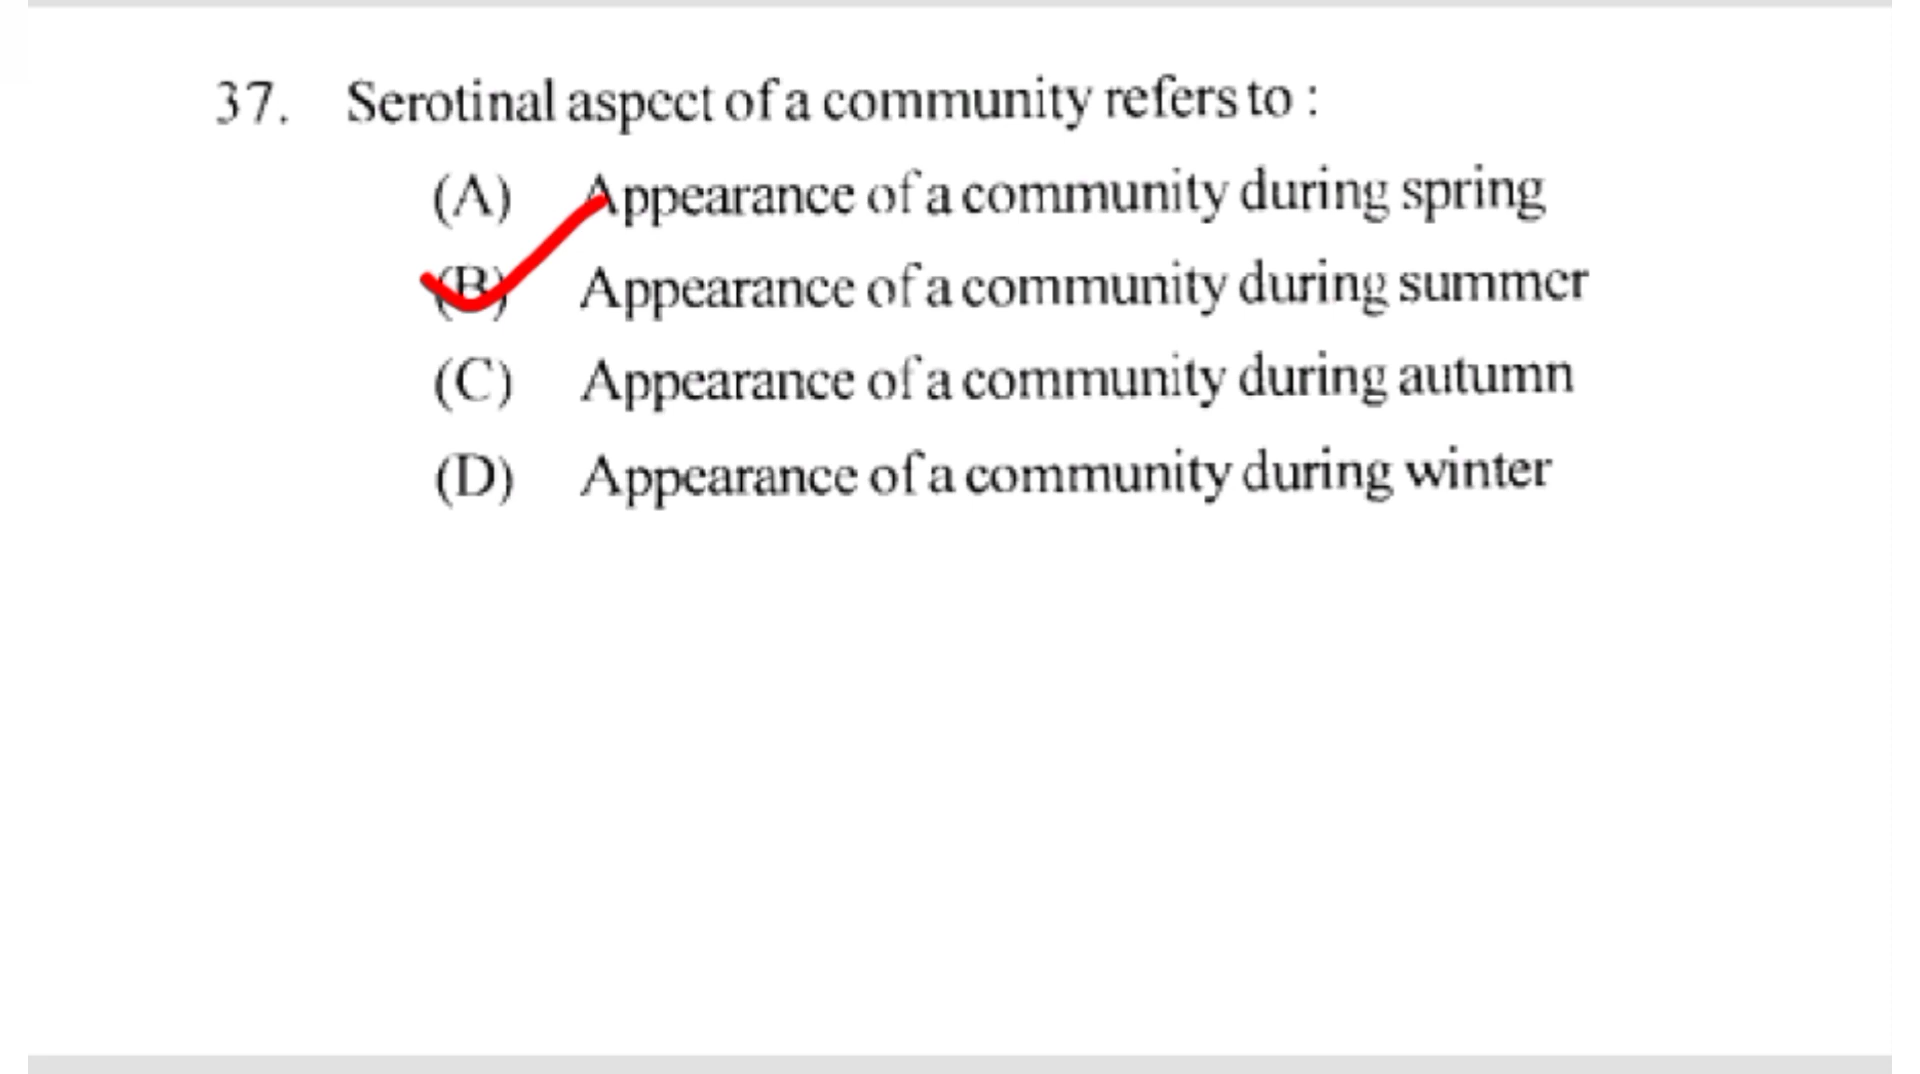 37. Serotinal aspect of a community refers to :
(A) Appearance of a community during spring
(B) Appearance of a community during summer
(C) Appearance of a community during autumn
(D) Appearance of a community during winter